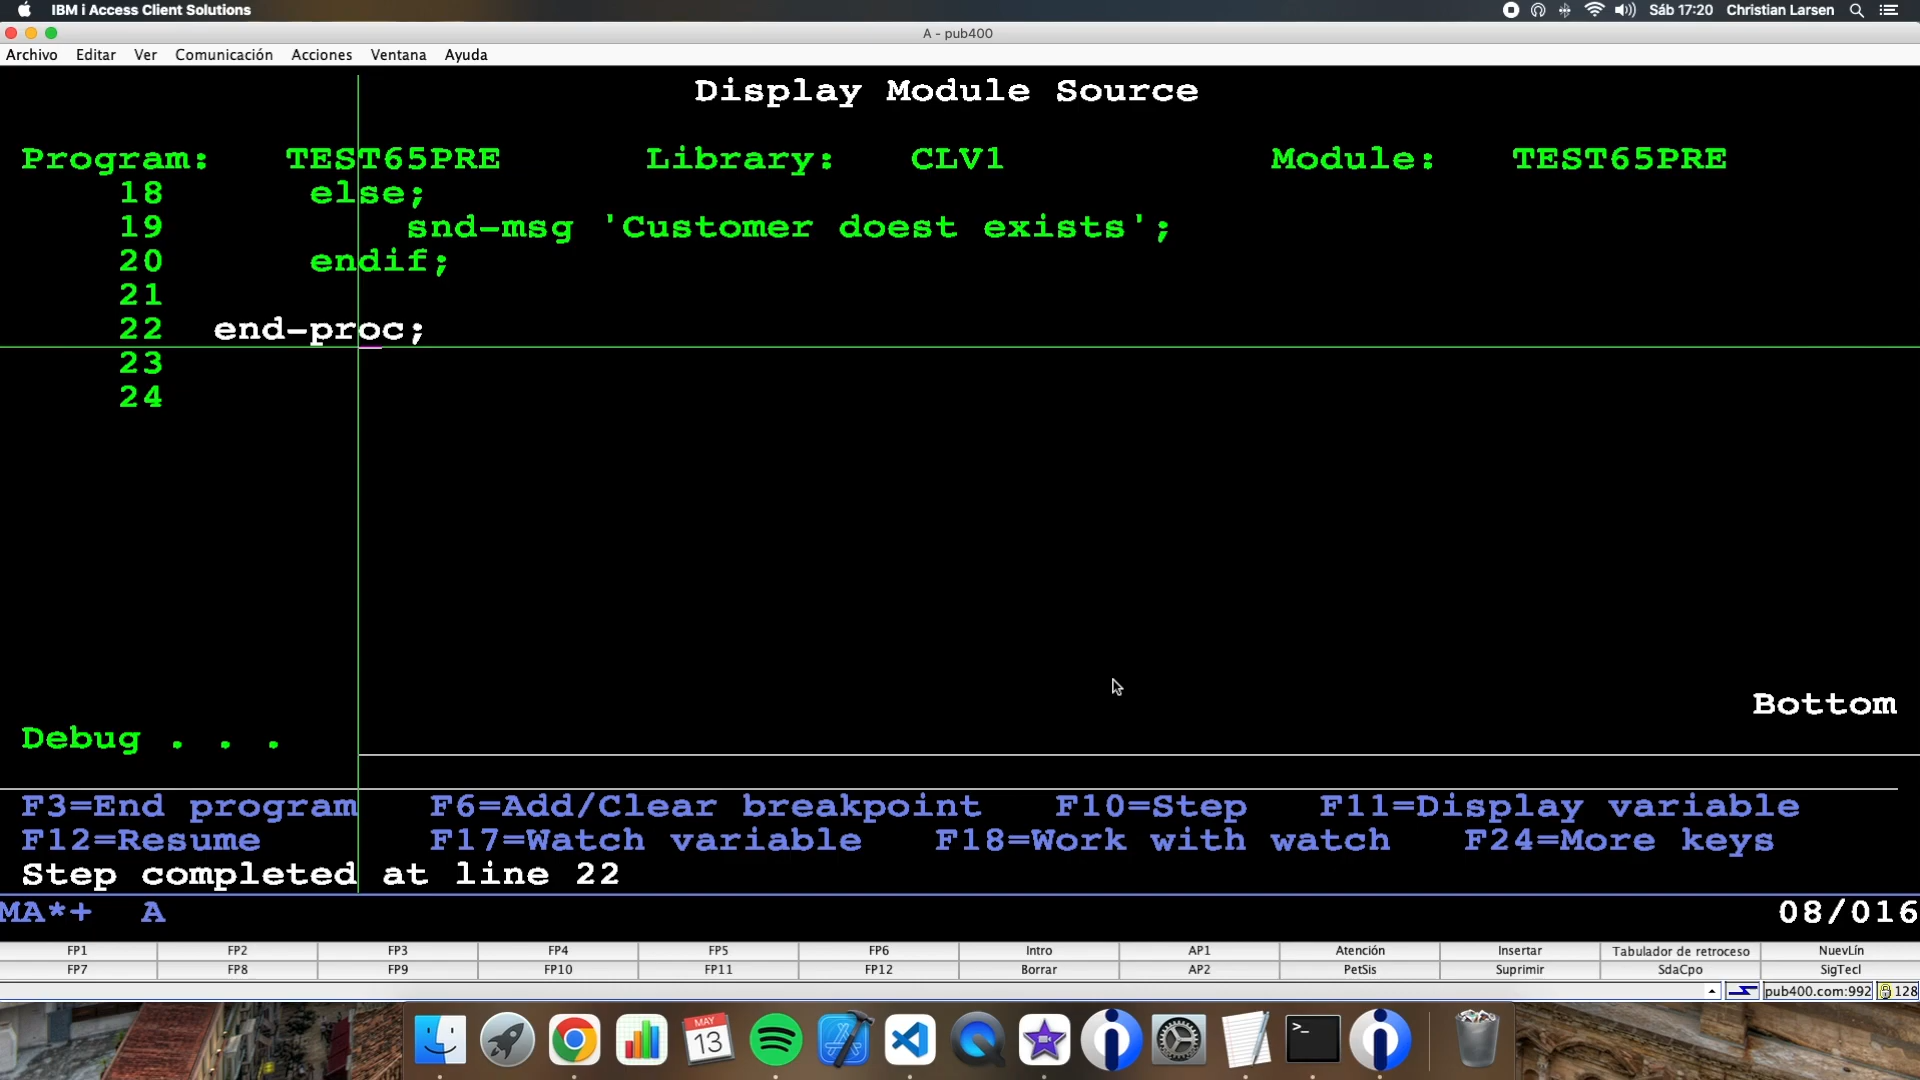 IBM i Access Client Solutions Sáb 17:20 Christian Larsen
A - pub400
Archivo Editar Ver Comunicación Acciones Ventana Ayuda
Display Module Source
Program: TEST65PRE Library: CLV1 Module: TEST65PRE
18 else;
19 snd-msg 'Customer doest exists';
20 endif;
21
22 end-proc;
23
24
Bottom
Debug . . .
F3=End program F6=Add/Clear breakpoint F10=Step F11=Display variable
F12=Resume F17=Watch variable F18=Work with watch F24=More keys
Step completed at line 22
MA*+ A 08/016
FP1 FP2 FP3 FP4 FP5 FP6 Intro AP1 Atención Insertar Tabulador de retroceso NuevLín
FP7 FP8 FP9 FP10 FP11 FP12 Borrar AP2 PetSis Suprimir SdaCpo SigTecl
pub400.com:992 128
MAY
13
>_